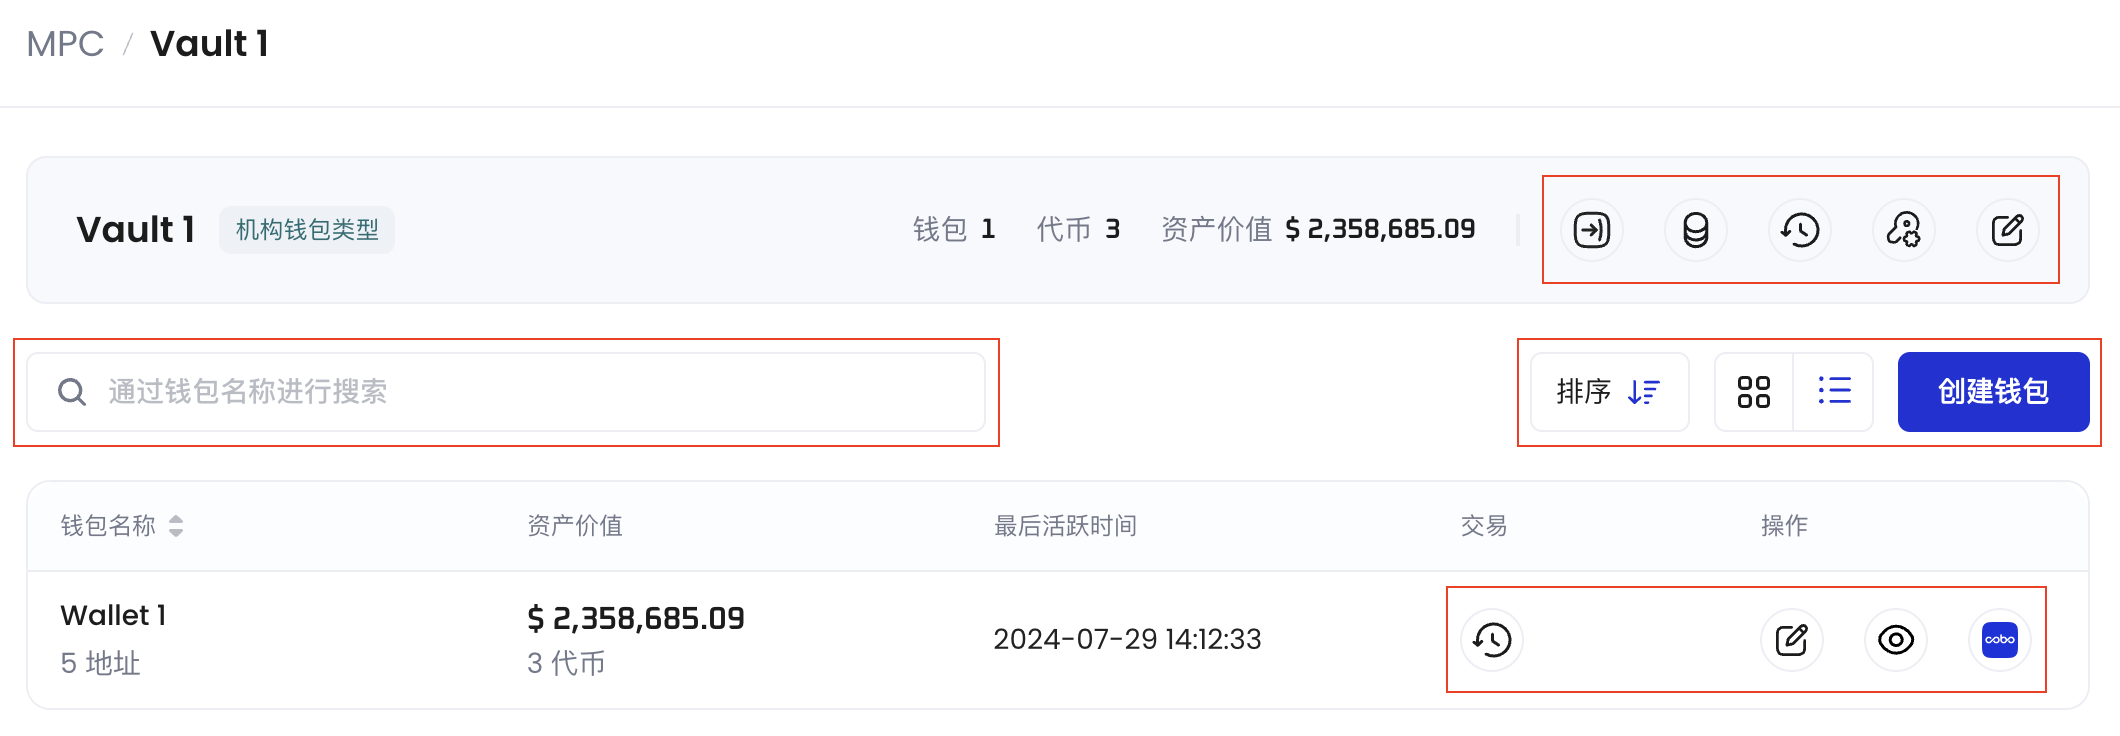 MPC / Vault 1
Vault 1 机构钱包类型 钱包 1 代币 3 资产价值 $ 2,358,685.09
通过钱包名称进行搜索 排序 创建钱包
钱包名称 资产价值 最后活跃时间 交易 操作
Wallet 1 $ 2,358,685.09 2024-07-29 14:12:33 cobo
5 地址 3 代币